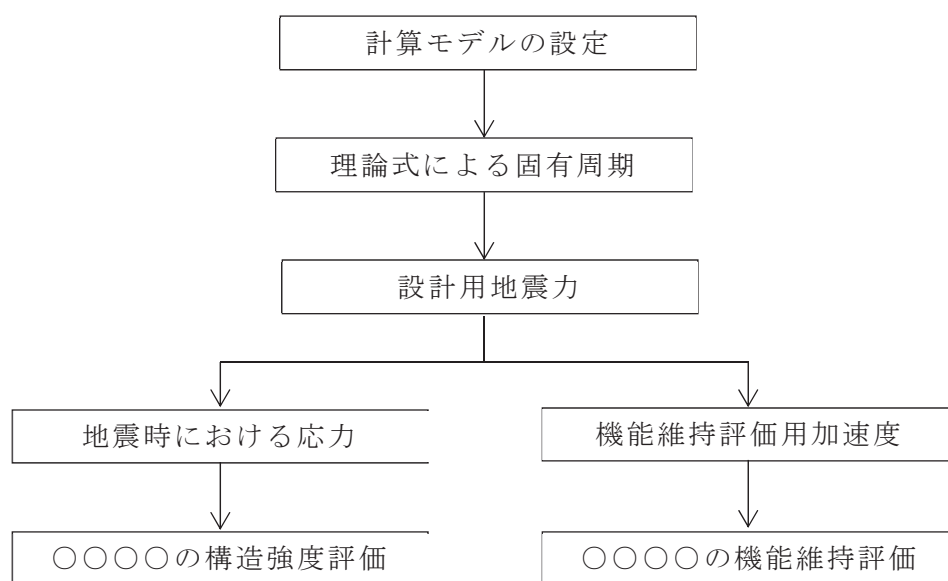 計算モデルの設定
理論式による固有周期
設計用地震力
地震時における応力
機能維持評価用加速度
○○○○の構造強度評価
○○○○の機能維持評価